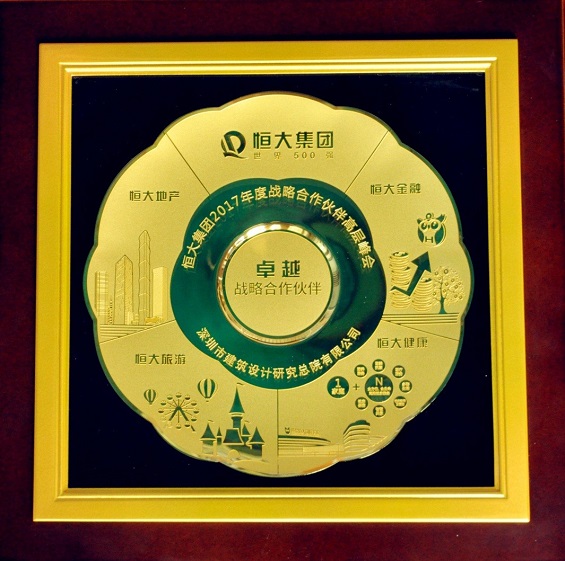 恒大集团
世界500强
恒大地产
恒大金融
恒大集团2017年度战略合作伙伴高层峰会
卓越
战略合作伙伴
深圳市建筑设计研究总院有限公司
恒大旅游
恒大健康
1
+
N